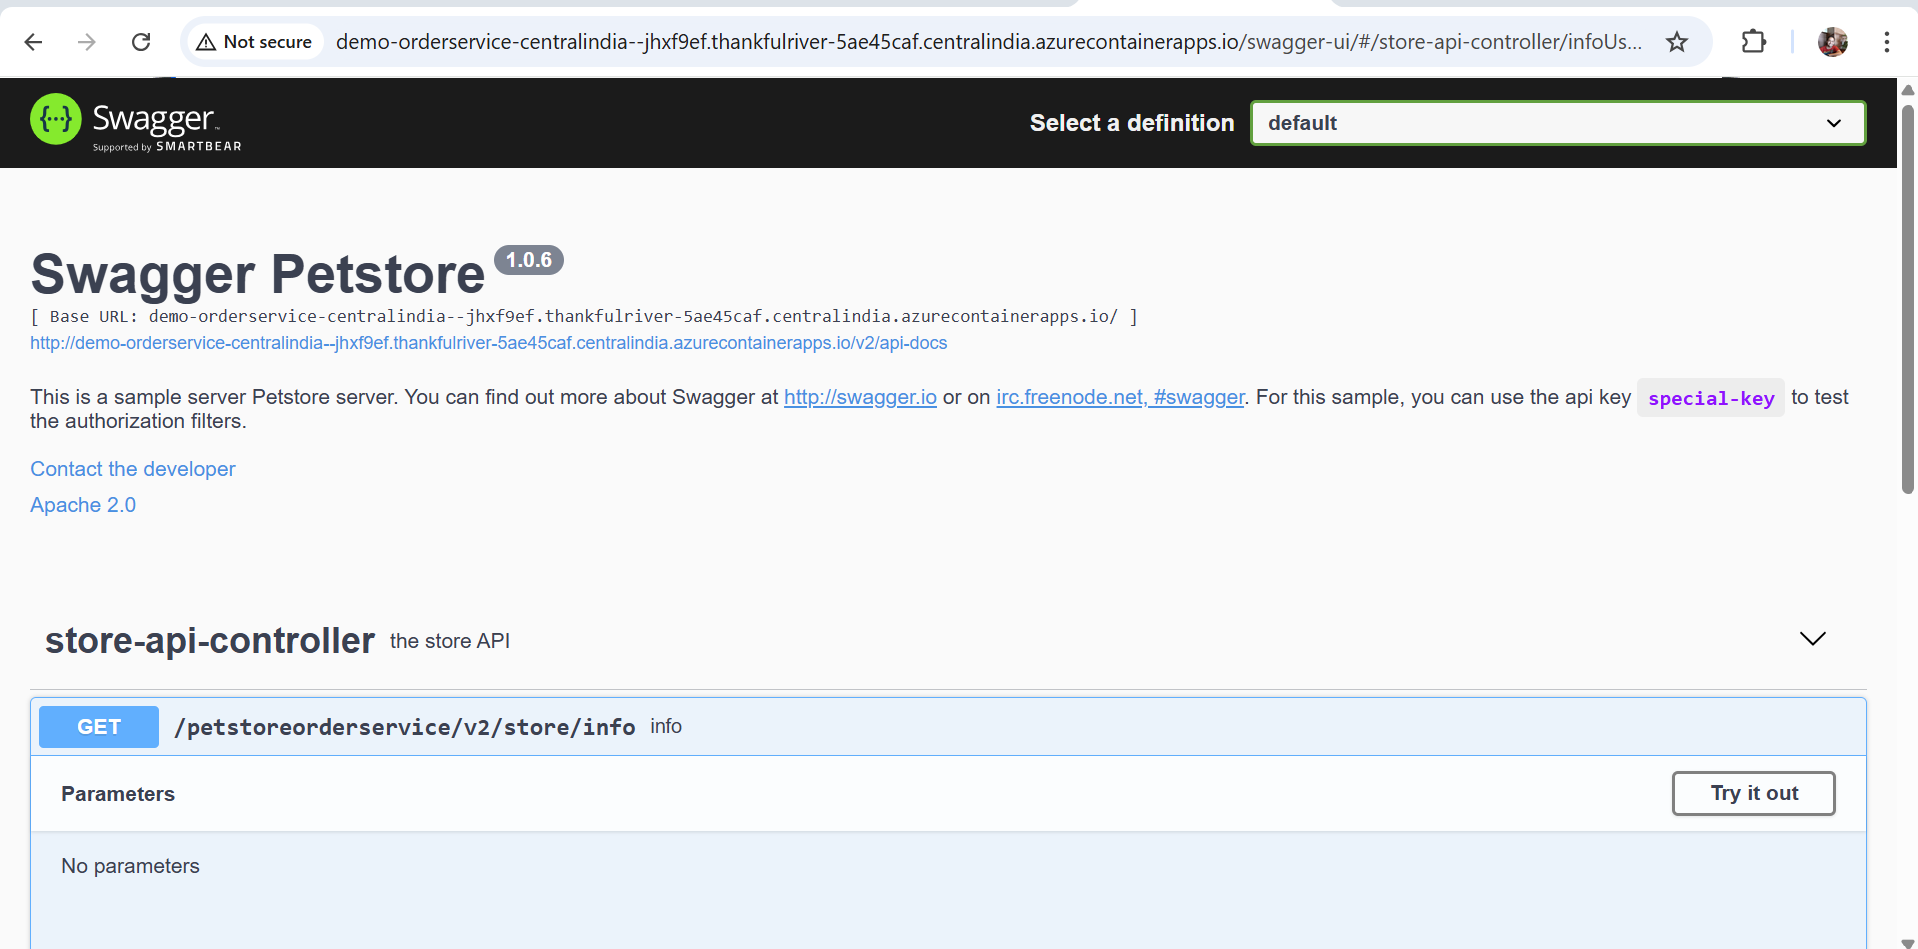 Not secure
demo-orderservice-centralindia--jhxf9ef.thankfulriver-5ae45caf.centralindia.azurecontainerapps.io/swagger-ui/#/store-api-controller/infoUs...
{···} Swagger™
Supported by SMARTBEAR
Select a definition
default
Swagger Petstore 1.0.6
[ Base URL: demo-orderservice-centralindia--jhxf9ef.thankfulriver-5ae45caf.centralindia.azurecontainerapps.io/ ]
http://demo-orderservice-centralindia--jhxf9ef.thankfulriver-5ae45caf.centralindia.azurecontainerapps.io/v2/api-docs
This is a sample server Petstore server. You can find out more about Swagger at http://swagger.io or on irc.freenode.net, #swagger. For this sample, you can use the api key special-key to test
the authorization filters.
Contact the developer
Apache 2.0
store-api-controller the store API
GET /petstoreorderservice/v2/store/info info
Parameters
Try it out
No parameters